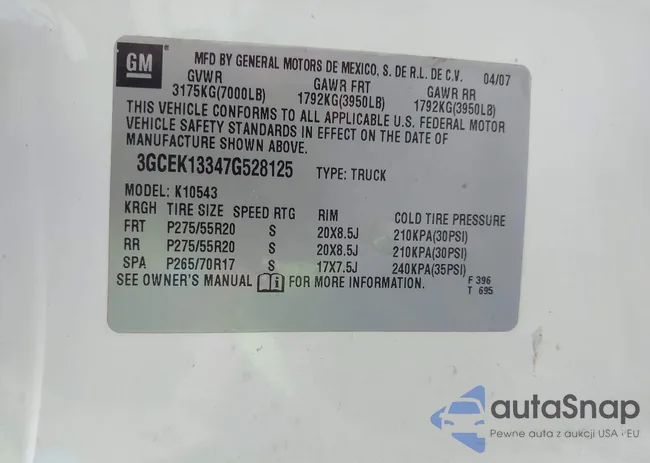 GM
MFD BY GENERAL MOTORS DE MEXICO, S. DE R.L. DE C.V. 04/07
GVWR GAWR FRT GAWR RR
3175KG(7000LB) 1792KG(3950LB) 1792KG(3950LB)
THIS VEHICLE CONFORMS TO ALL APPLICABLE U.S. FEDERAL MOTOR
VEHICLE SAFETY STANDARDS IN EFFECT ON THE DATE OF
MANUFACTURE SHOWN ABOVE.
3GCEK13347G528125 TYPE: TRUCK
MODEL: K10543
KRGH TIRE SIZE SPEED RTG RIM COLD TIRE PRESSURE
FRT P275/55R20 S 20X8.5J 210KPA(30PSI)
RR P275/55R20 S 20X8.5J 210KPA(30PSI)
SPA P265/70R17 S 17X7.5J 240KPA(35PSI)
SEE OWNER'S MANUAL FOR MORE INFORMATION.
F 396
T 695
autaSnap
Pewne auta z aukcji USA - EU